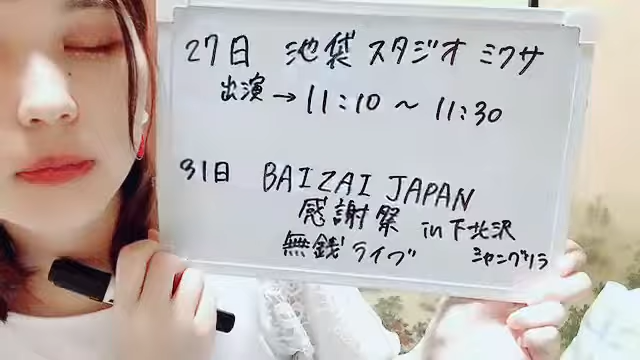 27日 池袋 スタジオ ミクサ
出演→11:10～11:30
31日 BAIZAI JAPAN
感謝祭 in 下北沢
無銭ライブ シャングリラ